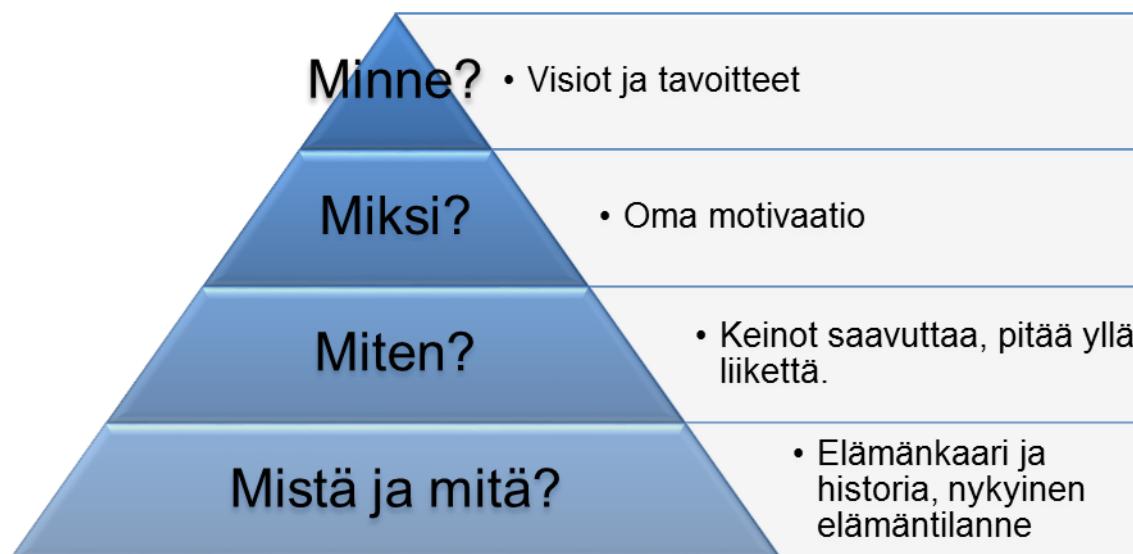 Minne?
• Visiot ja tavoitteet
Miksi?
• Oma motivaatio
Miten?
• Keinot saavuttaa, pitää yllä
liikettä.
Mistä ja mitä?
• Elämänkaari ja
historia, nykyinen
elämäntilanne